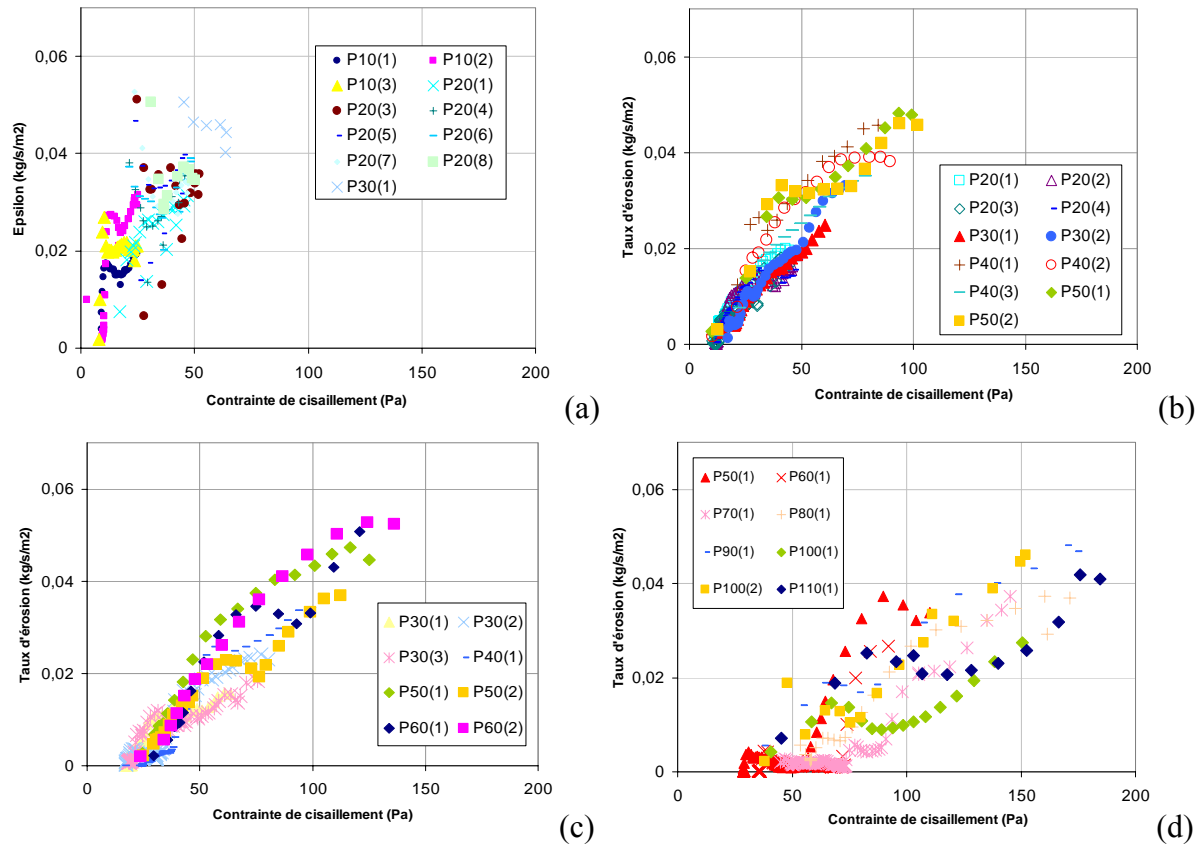 0,06
0,04
0,02
0
Epsilon (kg/s/m2)
P10(1) P10(2)
P10(3) P20(1)
P20(3) P20(4)
P20(5) P20(6)
P20(7) P20(8)
P30(1)
0 50 100 150 200
Contrainte de cisaillement (Pa)
(a)
0,06
0,04
0,02
0
Taux d'érosion (kg/s/m2)
P20(1) P20(2)
P20(3) P20(4)
P30(1) P30(2)
P40(1) P40(2)
P40(3) P50(1)
P50(2)
0 50 100 150 200
Contrainte de cisaillement (Pa)
(b)
0,06
0,04
0,02
0
Taux d'érosion (kg/s/m2)
P30(1) P30(2)
P30(3) P40(1)
P50(1) P50(2)
P60(1) P60(2)
0 50 100 150 200
Contrainte de cisaillement (Pa)
(c)
0,06
0,04
0,02
0
Taux d'érosion (kg/s/m2)
P50(1) P60(1)
P70(1) P80(1)
P90(1) P100(1)
P100(2) P110(1)
0 50 100 150 200
Contrainte de cisaillement (Pa)
(d)